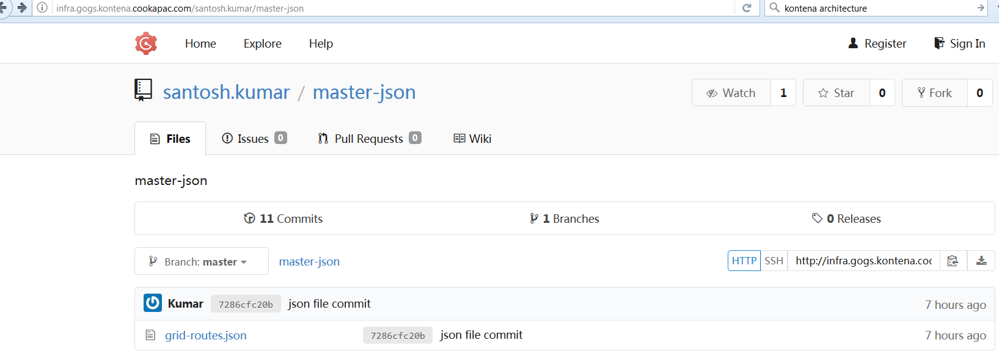 infra.gogs.kontena.cookapac.com/santosh.kumar/master-json kontena architecture
Home Explore Help Register Sign In
santosh.kumar / master-json Watch 1 Star 0 Fork 0
Files Issues 0 Pull Requests 0 Wiki
master-json
11 Commits 1 Branches 0 Releases
Branch: master master-json HTTP SSH http://infra.gogs.kontena.coo
Kumar 7286cfc20b json file commit 7 hours ago
grid-routes.json 7286cfc20b json file commit 7 hours ago